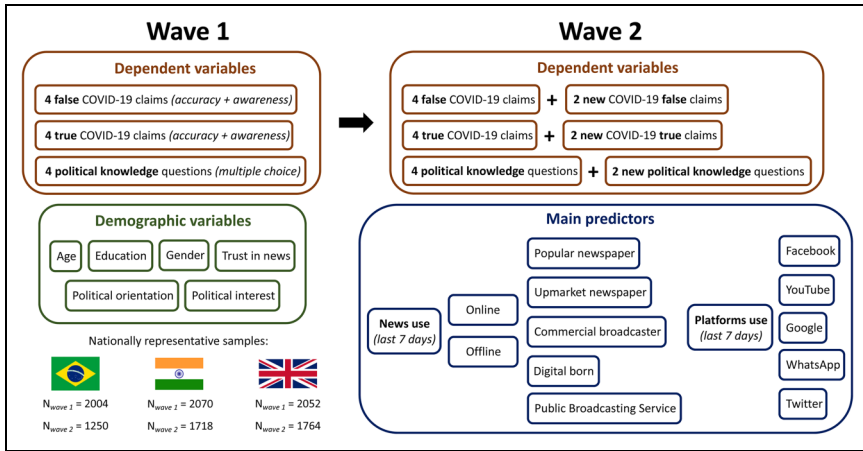 Wave 1
Dependent variables
4 false COVID-19 claims (accuracy + awareness)
4 true COVID-19 claims (accuracy + awareness)
4 political knowledge questions (multiple choice)
Demographic variables
Age
Education
Gender
Trust in news
Political orientation
Political interest
Nationally representative samples:
Nwave 1 = 2004
Nwave 1 = 2070
Nwave 1 = 2052
Nwave 2 = 1250
Nwave 2 = 1718
Nwave 2 = 1764
Wave 2
Dependent variables
4 false COVID-19 claims + 2 new COVID-19 false claims
4 true COVID-19 claims + 2 new COVID-19 true claims
4 political knowledge questions + 2 new political knowledge questions
Main predictors
News use
(last 7 days)
Online
Offline
Popular newspaper
Upmarket newspaper
Commercial broadcaster
Digital born
Public Broadcasting Service
Platforms use
(last 7 days)
Facebook
YouTube
Google
WhatsApp
Twitter